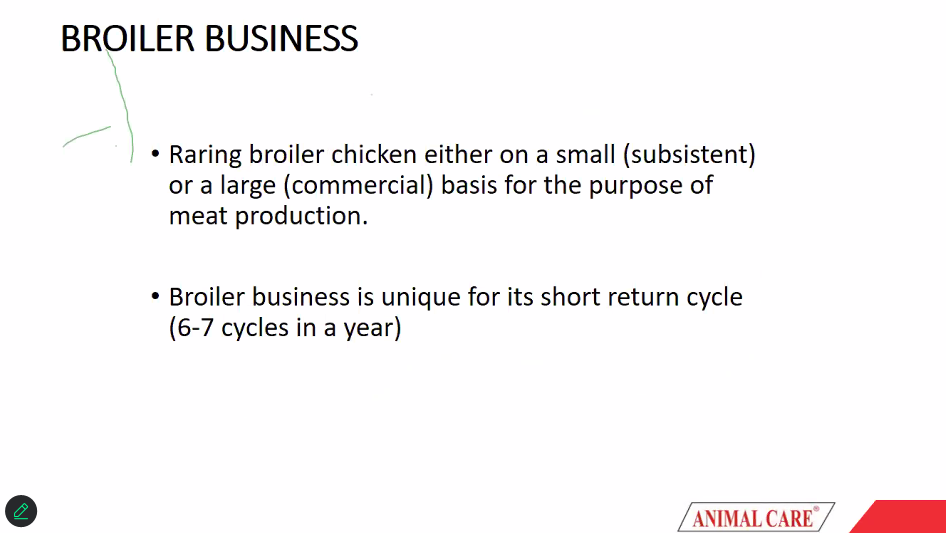 BROILER BUSINESS
• Raring broiler chicken either on a small (subsistent)
or a large (commercial) basis for the purpose of
meat production.
• Broiler business is unique for its short return cycle
(6-7 cycles in a year)
ANIMAL CARE®